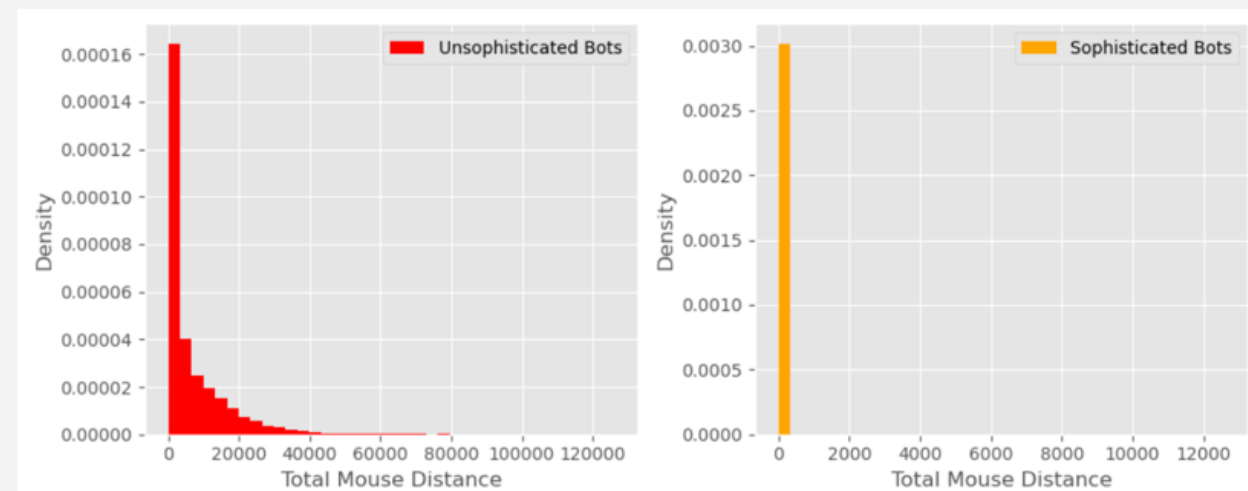 Unsophisticated Bots
0.00016
0.00014
0.00012
0.00010
0.00008
0.00006
0.00004
0.00002
0.00000
Density
0 20000 40000 60000 80000 100000 120000
Total Mouse Distance
Sophisticated Bots
0.0030
0.0025
0.0020
0.0015
0.0010
0.0005
0.0000
Density
0 2000 4000 6000 8000 10000 12000
Total Mouse Distance